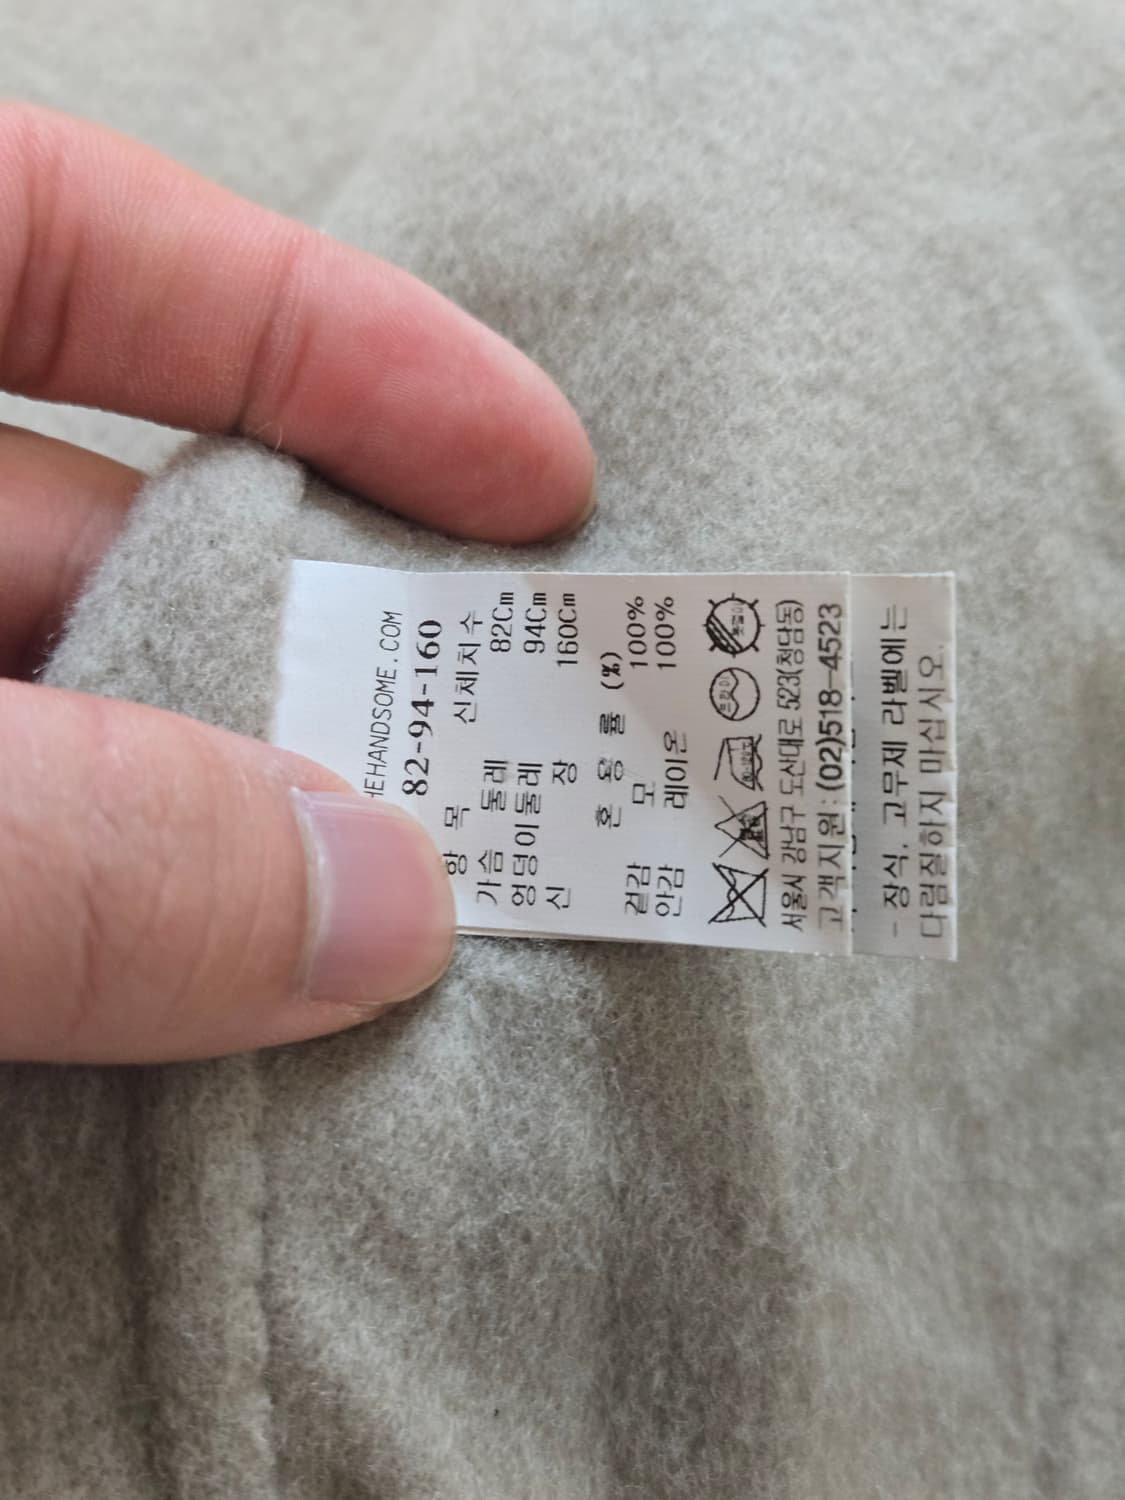 HEHANDSOME.COM
82-94-160
항 목 신체치수
가슴 둘레 82Cm
엉덩이둘레 94Cm
신 장 160Cm
혼 용 률 (%)
겉감 모 100%
안감 레이온 100%
서울시 강남구 도산대로 523(청담동)
고객지원: (02)518-4523
- 장식, 고무제 라벨에는
다림질하지 마십시오.